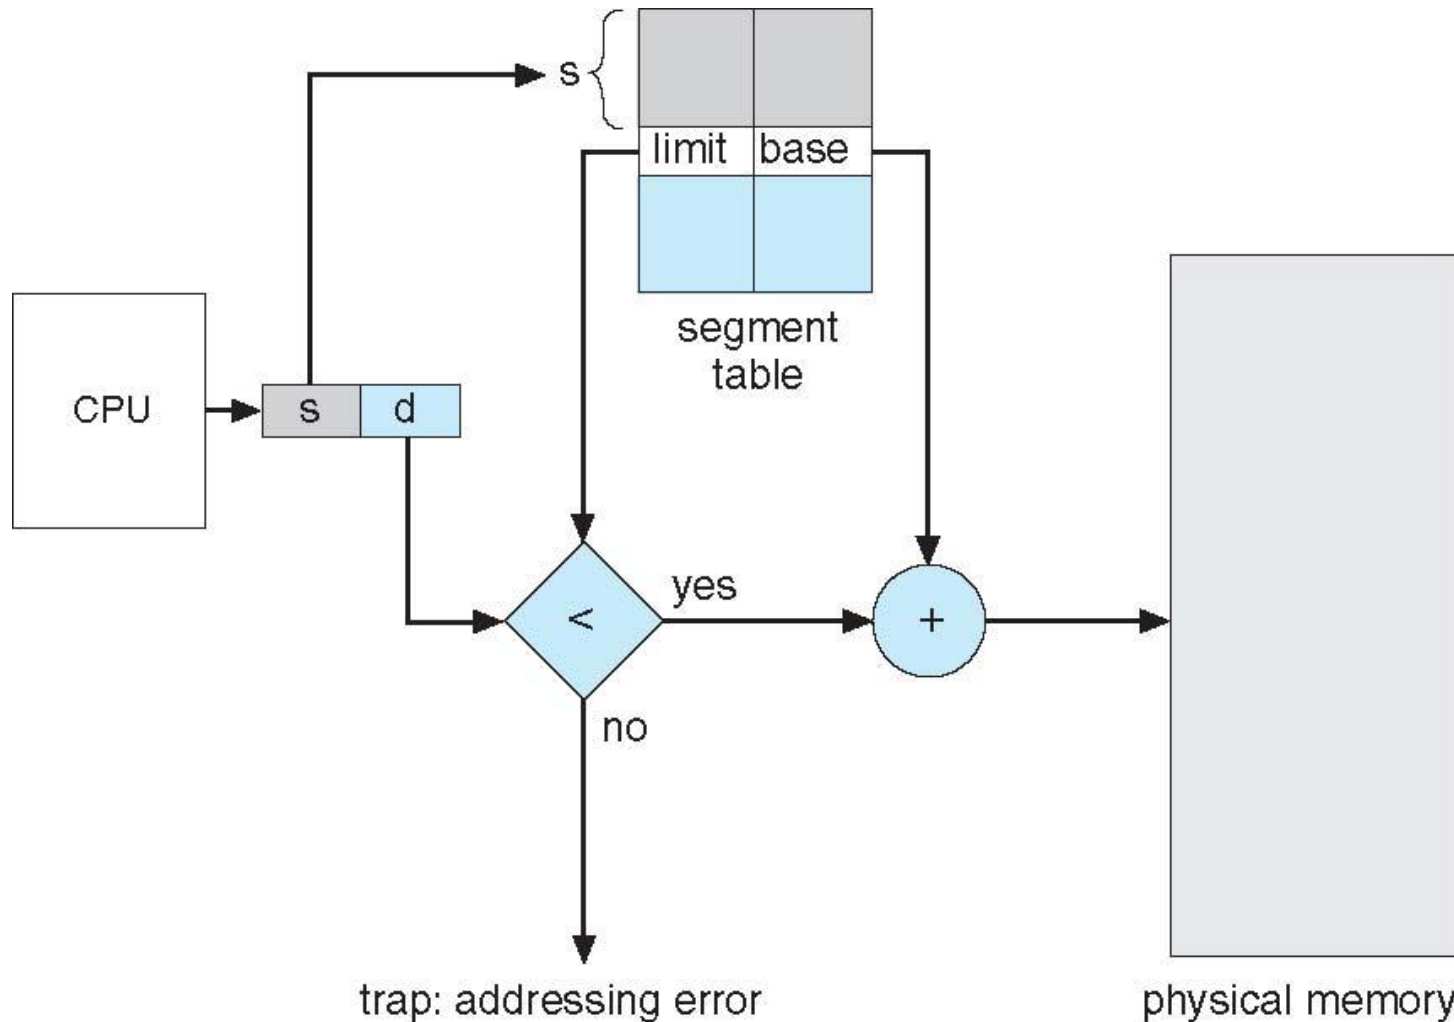 s
limit base
segment
table
CPU
s d
<
yes
+
no
trap: addressing error
physical memory